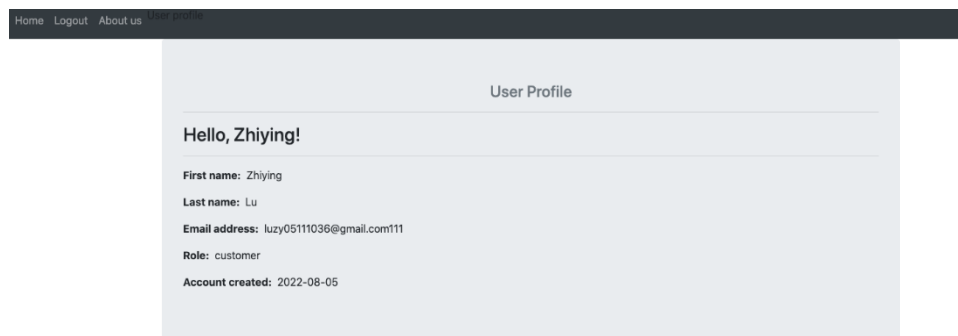 Home Logout About us User profile
User Profile
Hello, Zhiying!
First name: Zhiying
Last name: Lu
Email address: luzy05111036@gmail.com111
Role: customer
Account created: 2022-08-05